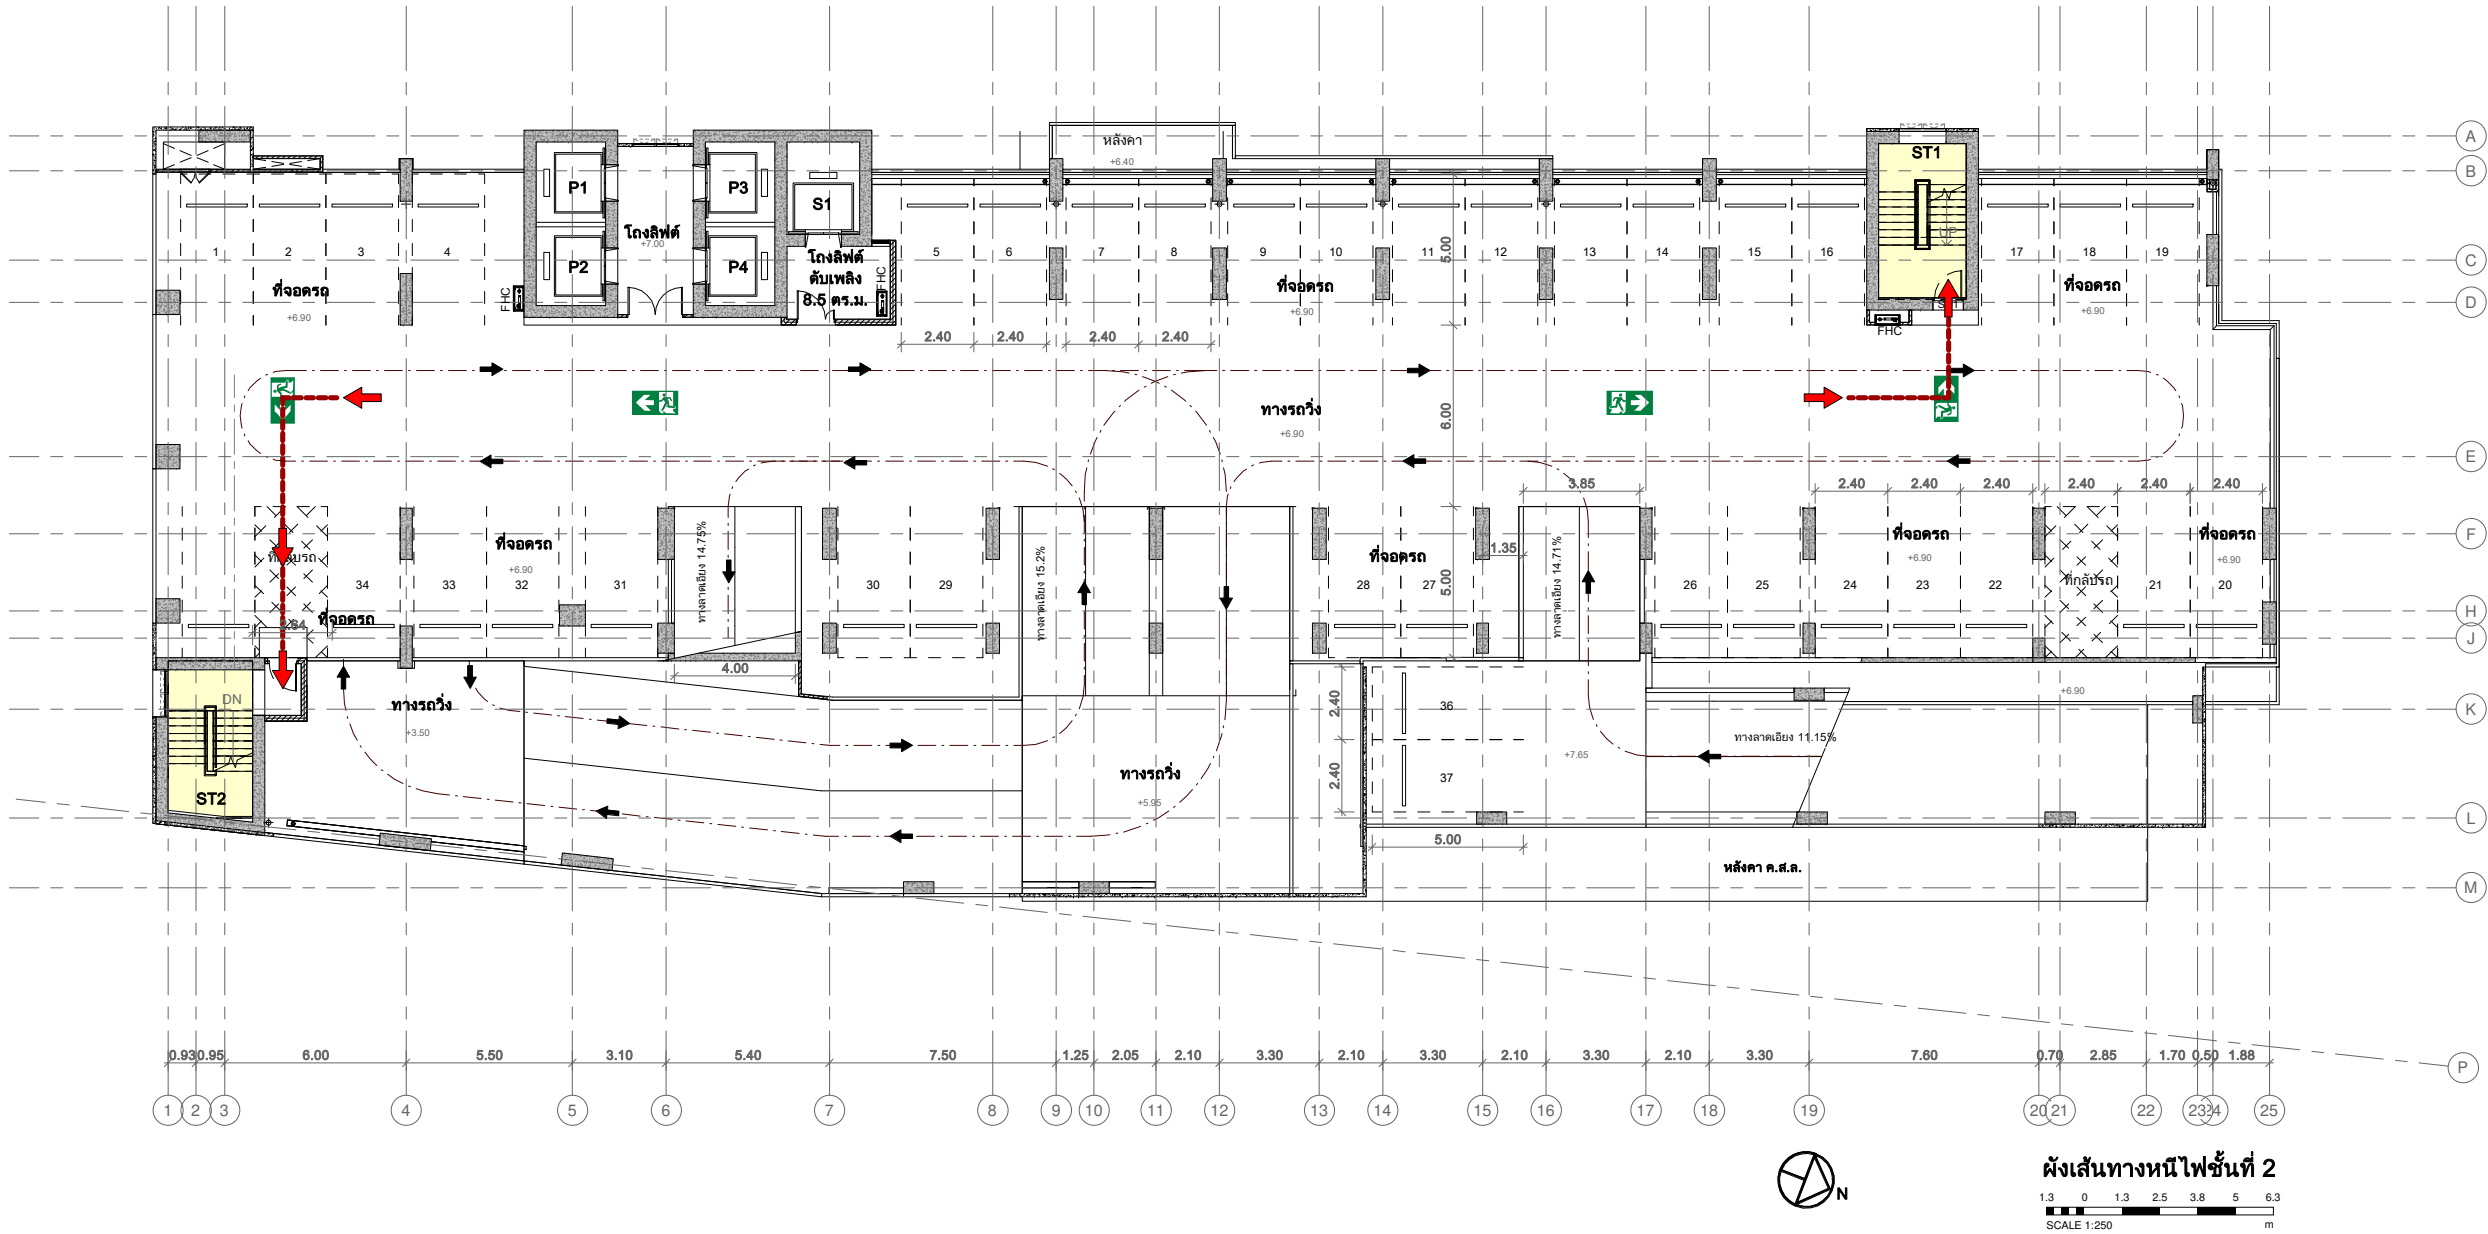 A
B
C
D
E
F
H
J
K
L
M
P
หลังคา
+6.40
ST1
UP
P1
P3
S1
P2
P4
โถงลิฟต์
+7.00
โถงลิฟต์
ดับเพลิง
8.5 ตร.ม.
FHC
FHC
FHC
1
2
3
4
5
6
7
8
9
10
11
12
13
14
15
16
17
18
19
ที่จอดรถ
+6.90
ที่จอดรถ
+6.90
ที่จอดรถ
+6.90
5.00
2.40
2.40
2.40
2.40
ทางรถวิ่ง
+6.90
6.00
3.85
2.40
2.40
2.40
2.40
2.40
2.40
34
33
32
31
30
29
28
27
26
25
24
23
22
21
20
ที่จอดรถ
ที่จอดรถ
+6.90
ที่จอดรถ
ที่จอดรถ
+6.90
ที่จอดรถ
+6.90
ที่กลับรถ
ทางลาดเอียง 14.75%
ทางลาดเอียง 15.2%
ทางลาดเอียง 14.71%
1.35
5.00
4.00
DN
ST2
ทางรถวิ่ง
+3.50
ทางรถวิ่ง
+5.95
2.40
2.40
36
37
+7.65
ทางลาดเอียง 11.15%
+6.90
5.00
หลังคา ค.ส.ล.
0.93 0.95 6.00 5.50 3.10 5.40 7.50 1.25 2.05 2.10 3.30 2.10 3.30 2.10 3.30 2.10 3.30 7.60 0.70 2.85 1.70 0.50 1.88
1 2 3 4 5 6 7 8 9 10 11 12 13 14 15 16 17 18 19 20 21 22 23 24 25
N
ผังเส้นทางหนีไฟชั้นที่ 2
1.3 0 1.3 2.5 3.8 5 6.3
SCALE 1:250 m